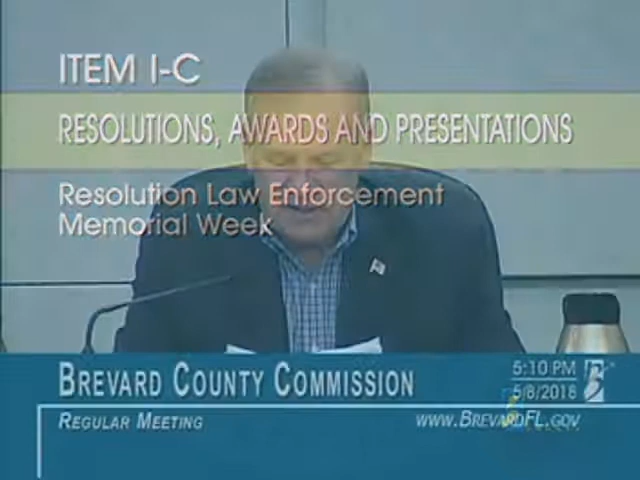 ITEM I-C
RESOLUTIONS, AWARDS AND PRESENTATIONS
Resolution Law Enforcement
Memorial Week
BREVARD COUNTY COMMISSION
5:10 PM
5/8/2018
REGULAR MEETING
WWW.BREVARDFL.GOV